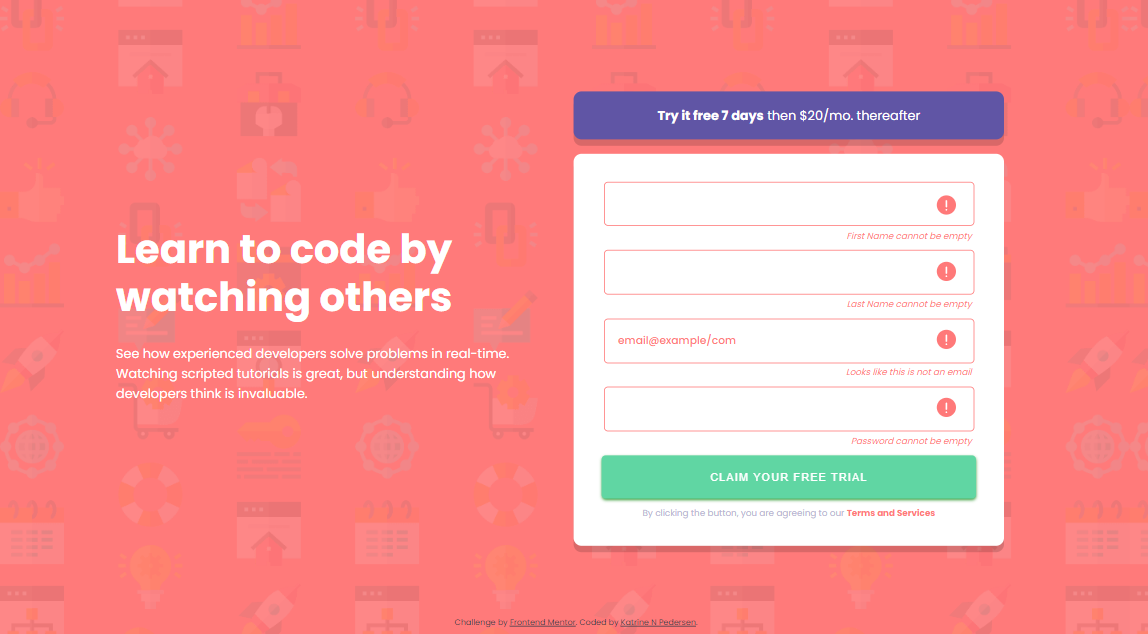 Learn to code by
watching others
See how experienced developers solve problems in real-time.
Watching scripted tutorials is great, but understanding how
developers think is invaluable.
Try it free 7 days then $20/mo. thereafter
First Name cannot be empty
Last Name cannot be empty
email@example/com
Looks like this is not an email
Password cannot be empty
CLAIM YOUR FREE TRIAL
By clicking the button, you are agreeing to our Terms and Services
Challenge by Frontend Mentor. Coded by Katrine N Pedersen.